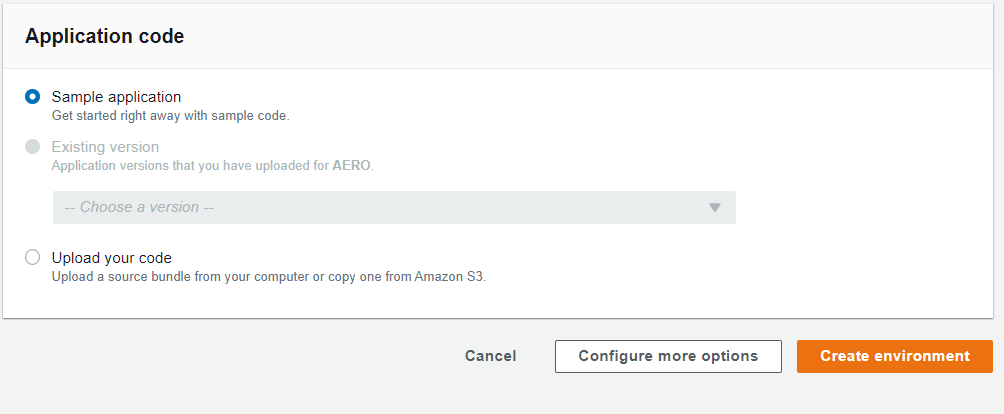 Application code
Sample application
Get started right away with sample code.
Existing version
Application versions that you have uploaded for AERO.
-- Choose a version --
Upload your code
Upload a source bundle from your computer or copy one from Amazon S3.
Cancel
Configure more options
Create environment